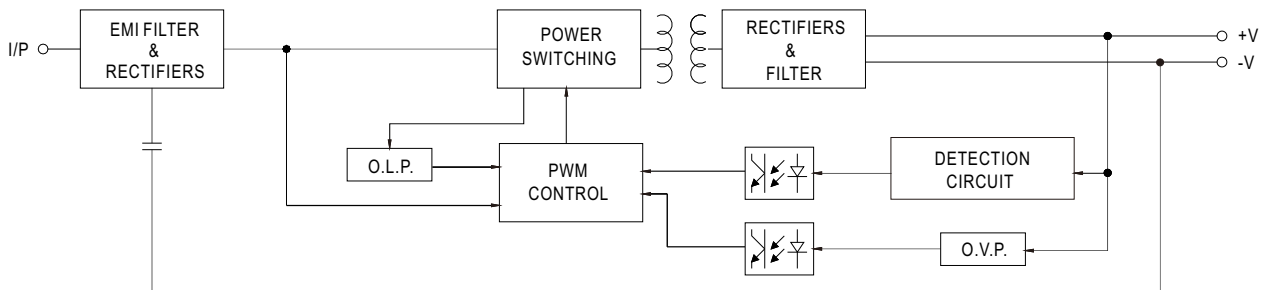 I/P
EMI FILTER
&
RECTIFIERS
POWER
SWITCHING
RECTIFIERS
&
FILTER
+V
-V
O.L.P.
PWM
CONTROL
DETECTION
CIRCUIT
O.V.P.